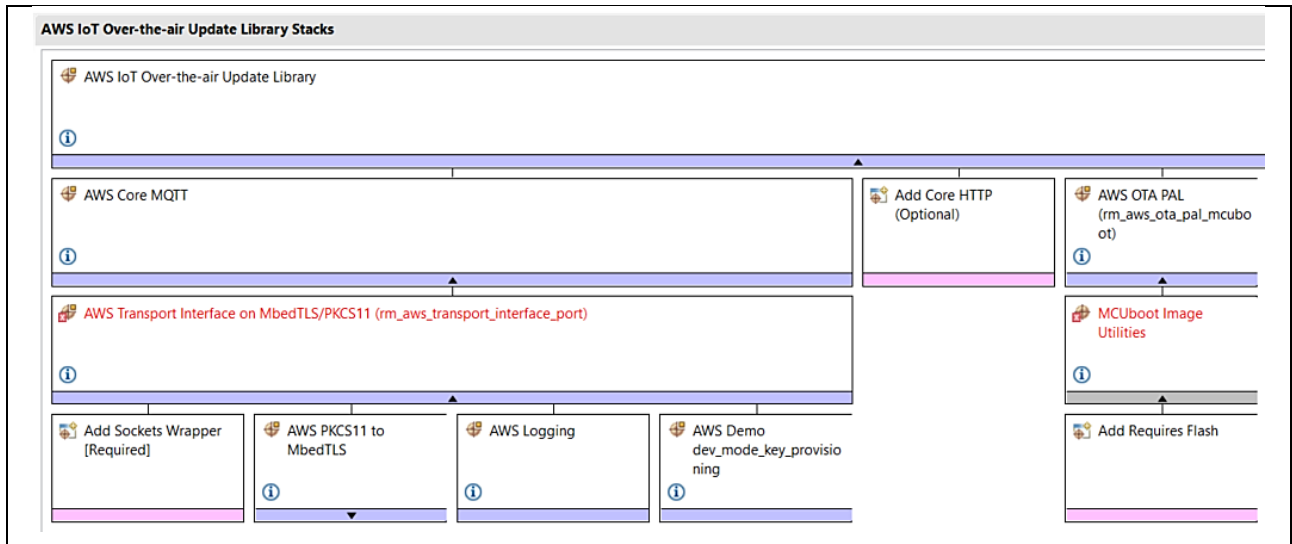 AWS IoT Over-the-air Update Library Stacks
AWS IoT Over-the-air Update Library
AWS Core MQTT
Add Core HTTP
(Optional)
AWS OTA PAL
(rm_aws_ota_pal_mcubo
ot)
AWS Transport Interface on MbedTLS/PKCS11 (rm_aws_transport_interface_port)
MCUboot Image
Utilities
Add Sockets Wrapper
[Required]
AWS PKCS11 to
MbedTLS
AWS Logging
AWS Demo
dev_mode_key_provisio
ning
Add Requires Flash